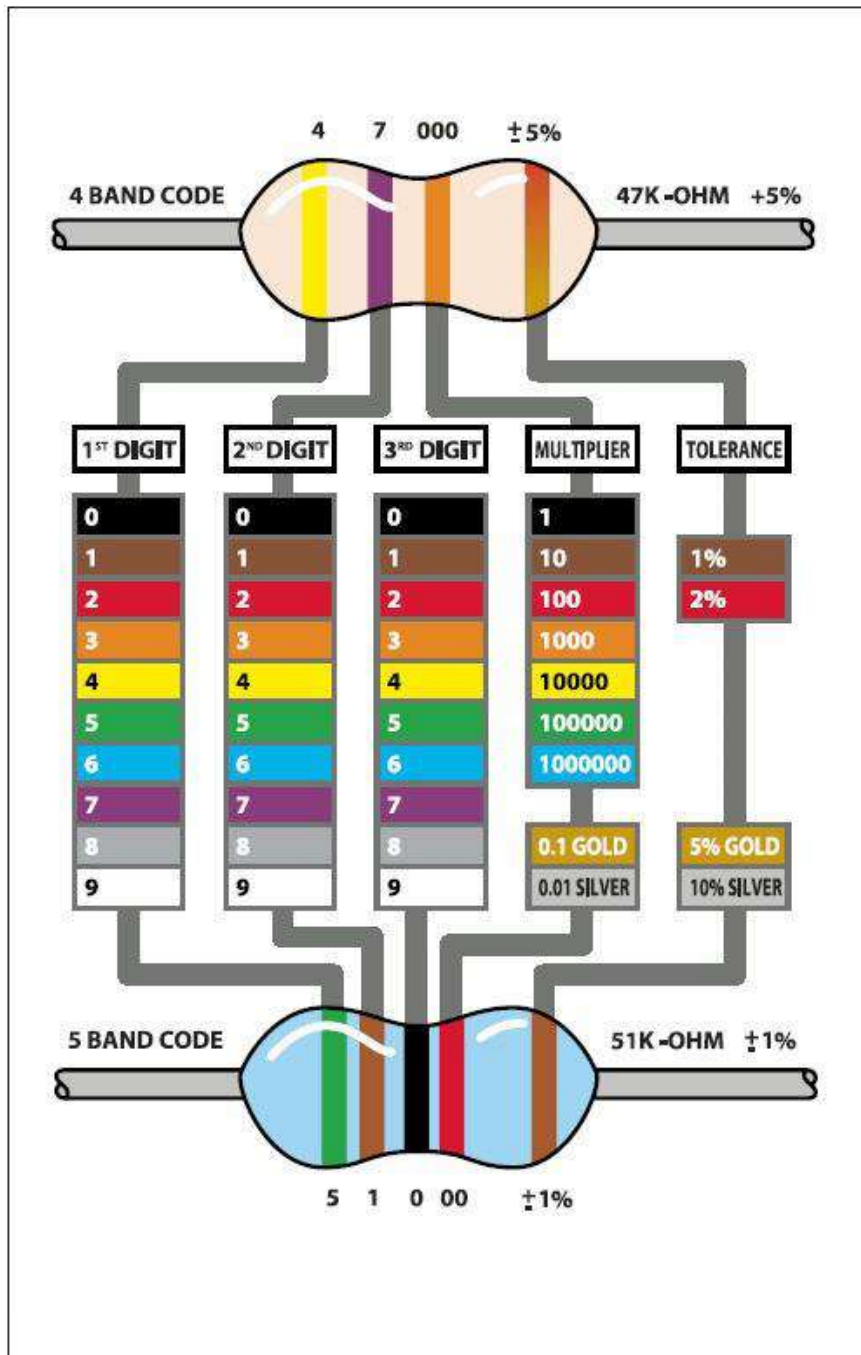 4 7 000 ±5%
4 BAND CODE 47K-OHM +5%
1ST DIGIT 2ND DIGIT 3RD DIGIT MULTIPLIER TOLERANCE
0 0 0 1
1 1 1 10 1%
2 2 2 100 2%
3 3 3 1000
4 4 4 10000
5 5 5 100000
6 6 6 1000000
7 7 7
8 8 8 0.1 GOLD 5% GOLD
9 9 9 0.01 SILVER 10% SILVER
5 BAND CODE 51K-OHM ±1%
5 1 0 00 ±1%